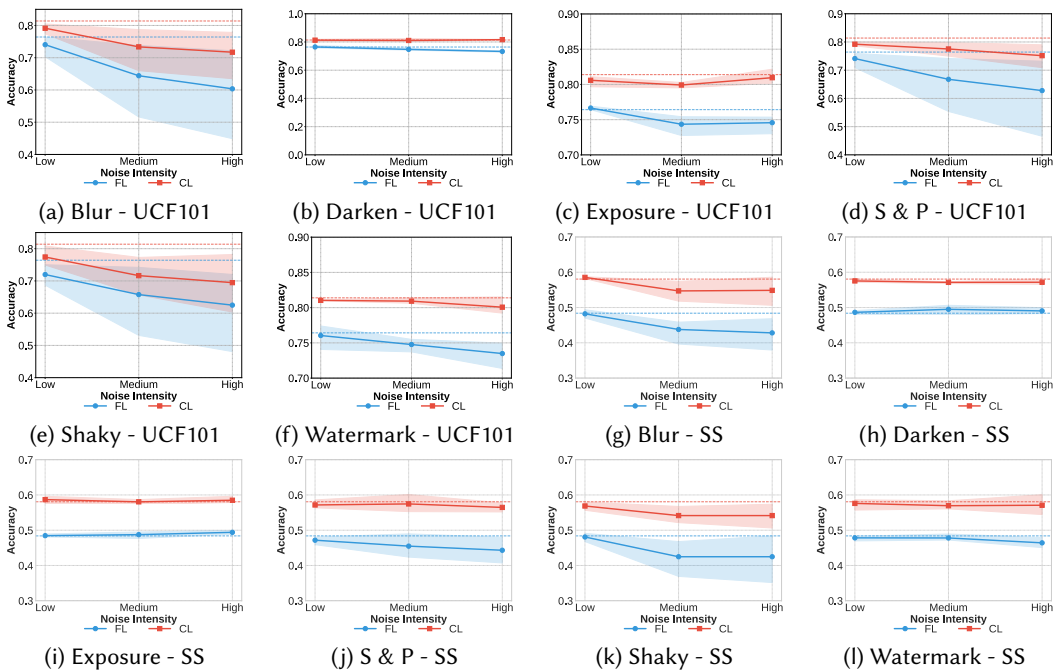 0.8
0.7
0.6
0.5
0.4
Accuracy
Low Medium High
Noise Intensity
FL CL
(a) Blur - UCF101
1.0
0.8
0.6
0.4
0.2
0.0
Accuracy
Low Medium High
Noise Intensity
FL CL
(b) Darken - UCF101
0.90
0.85
0.80
0.75
0.70
Accuracy
Low Medium High
Noise Intensity
FL CL
(c) Exposure - UCF101
0.9
0.8
0.7
0.6
0.5
0.4
Accuracy
Low Medium High
Noise Intensity
FL CL
(d) S & P - UCF101
0.8
0.7
0.6
0.5
0.4
Accuracy
Low Medium High
Noise Intensity
FL CL
(e) Shaky - UCF101
0.90
0.85
0.80
0.75
0.70
Accuracy
Low Medium High
Noise Intensity
FL CL
(f) Watermark - UCF101
0.7
0.6
0.5
0.4
0.3
Accuracy
Low Medium High
Noise Intensity
FL CL
(g) Blur - SS
0.7
0.6
0.5
0.4
0.3
Accuracy
Low Medium High
Noise Intensity
FL CL
(h) Darken - SS
0.7
0.6
0.5
0.4
0.3
Accuracy
Low Medium High
Noise Intensity
FL CL
(i) Exposure - SS
0.7
0.6
0.5
0.4
0.3
Accuracy
Low Medium High
Noise Intensity
FL CL
(j) S & P - SS
0.7
0.6
0.5
0.4
0.3
Accuracy
Low Medium High
Noise Intensity
FL CL
(k) Shaky - SS
0.7
0.6
0.5
0.4
0.3
Accuracy
Low Medium High
Noise Intensity
FL CL
(l) Watermark - SS